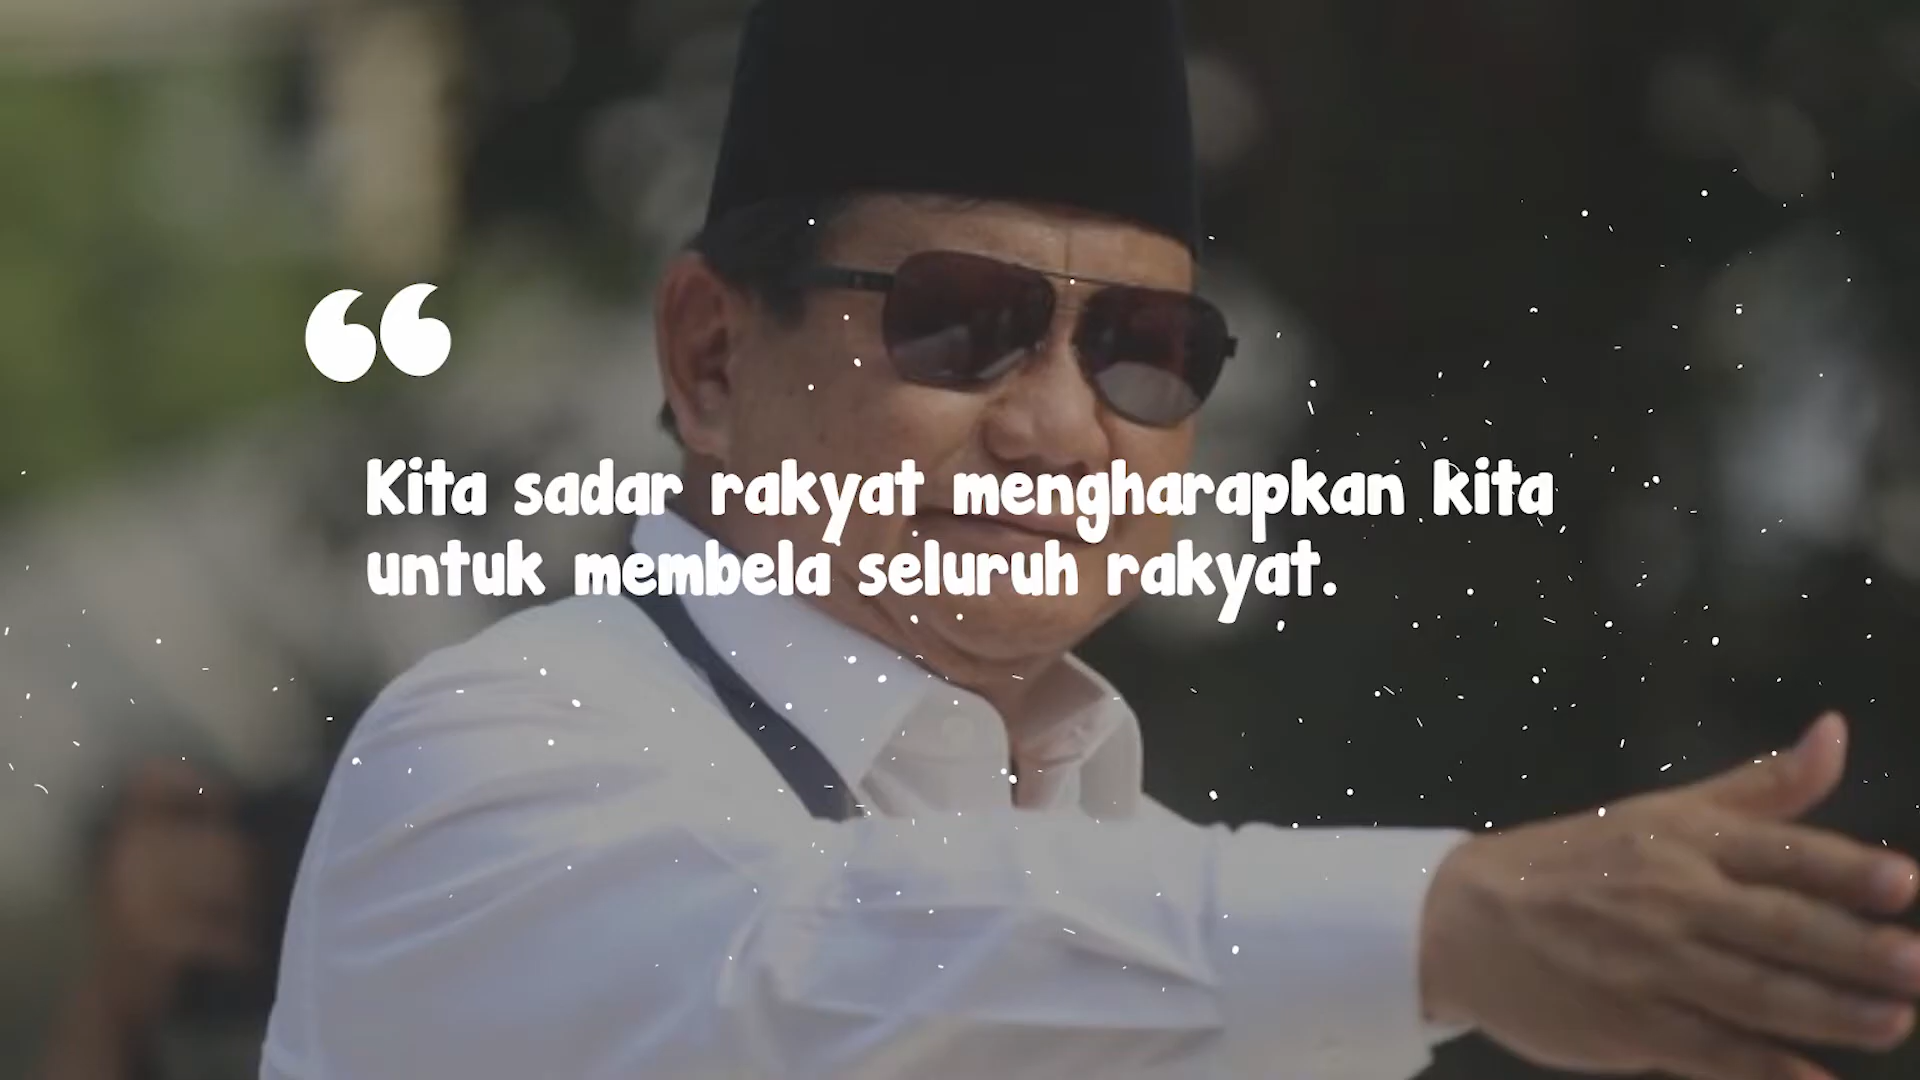 “
Kita sadar rakyat mengharapkan kita
untuk membela seluruh rakyat.